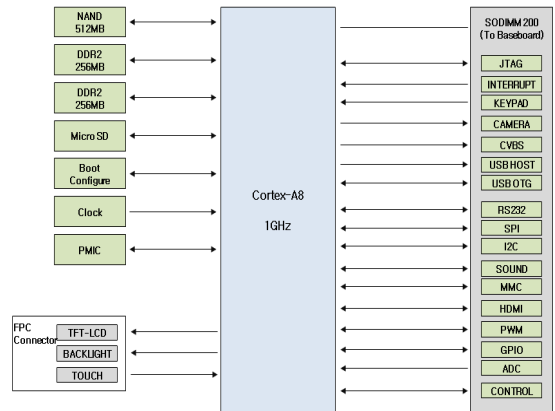 NAND
512MB
DDR2
256MB
DDR2
256MB
Micro SD
Boot
Configure
Clock
PMIC
FPC
Connector
TFT-LCD
BACKLIGHT
TOUCH
Cortex-A8
1GHz
SODIMM 200
(To Baseboard)
JTAG
INTERRUPT
KEYPAD
CAMERA
CVBS
USB HOST
USB OTG
RS232
SPI
I2C
SOUND
MMC
HDMI
PWM
GPIO
ADC
CONTROL